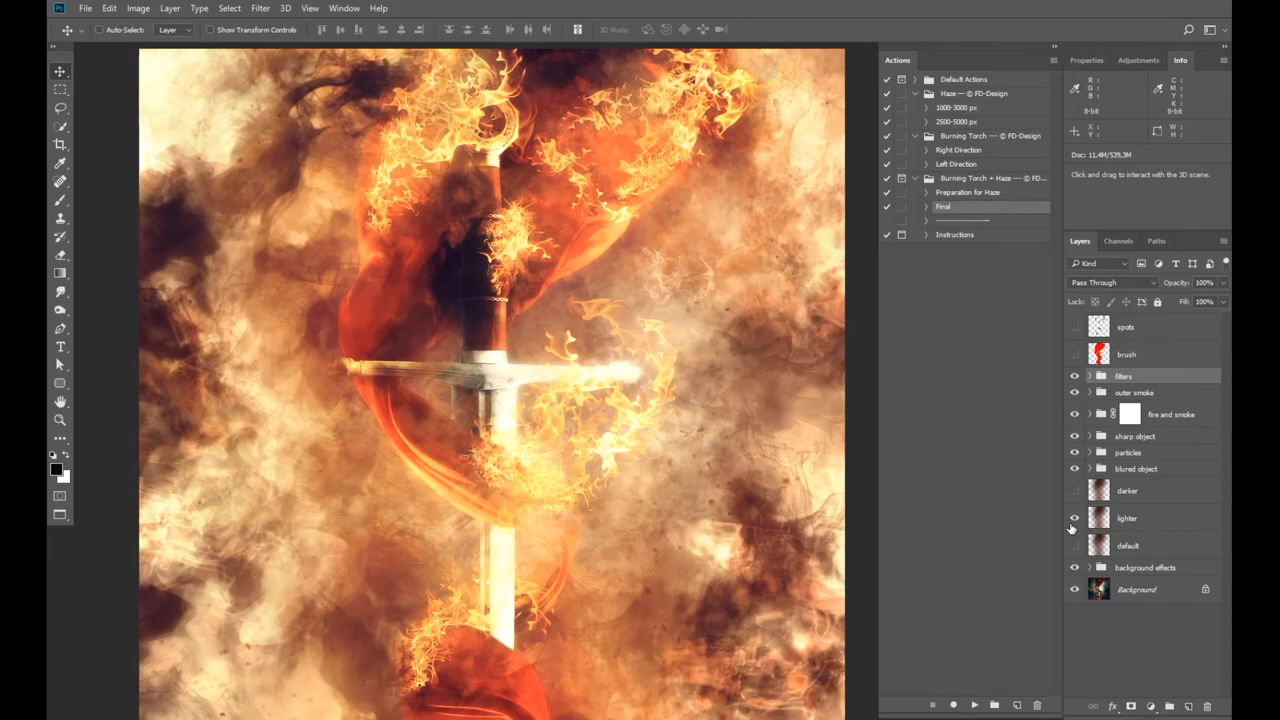 Ps File Edit Image Layer Type Select Filter 3D View Window Help
Auto-Select: Layer Show Transform Controls 3D Mode:
Actions
Default Actions
Haze — © FD-Design
1000-3000 px
2500-5000 px
Burning Torch --- © FD-Design
Right Direction
Left Direction
Burning Torch + Haze --- © FD...
Preparation for Haze
Final
--------------------
Instructions
Properties Adjustments Info
R : C :
G : M :
B : Y :
K :
8-bit 8-bit
X : W :
Y : H :
Doc: 11,4M/539,3M
Click and drag to interact with the 3D scene.
Layers Channels Paths
Kind
Pass Through Opacity: 100%
Lock: Fill: 100%
spots
brush
filters
outer smoke
fire and smoke
sharp object
particles
blured object
darker
lighter
default
background effects
Background
fx